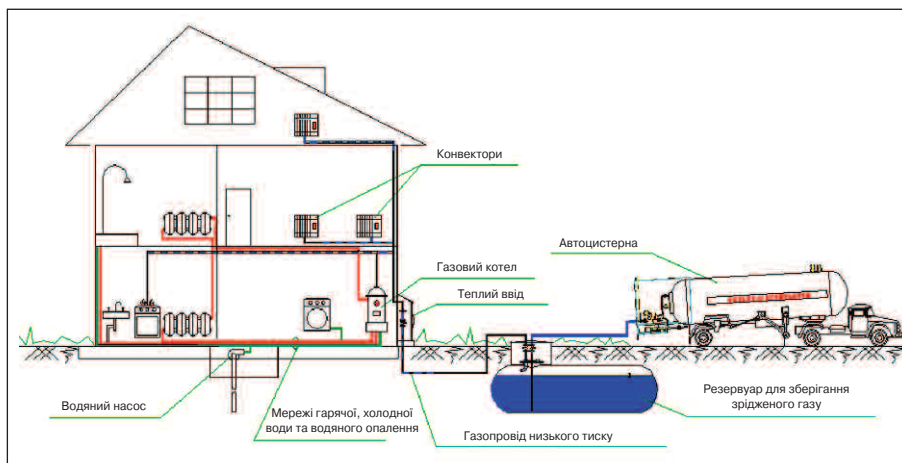 Конвектори
Автоцистерна
Газовий котел
Теплий ввід
Водяний насос
Мережі гарячої, холодної
води та водяного опалення
Газопровід низького тиску
Резервуар для зберігання
зрідженого газу